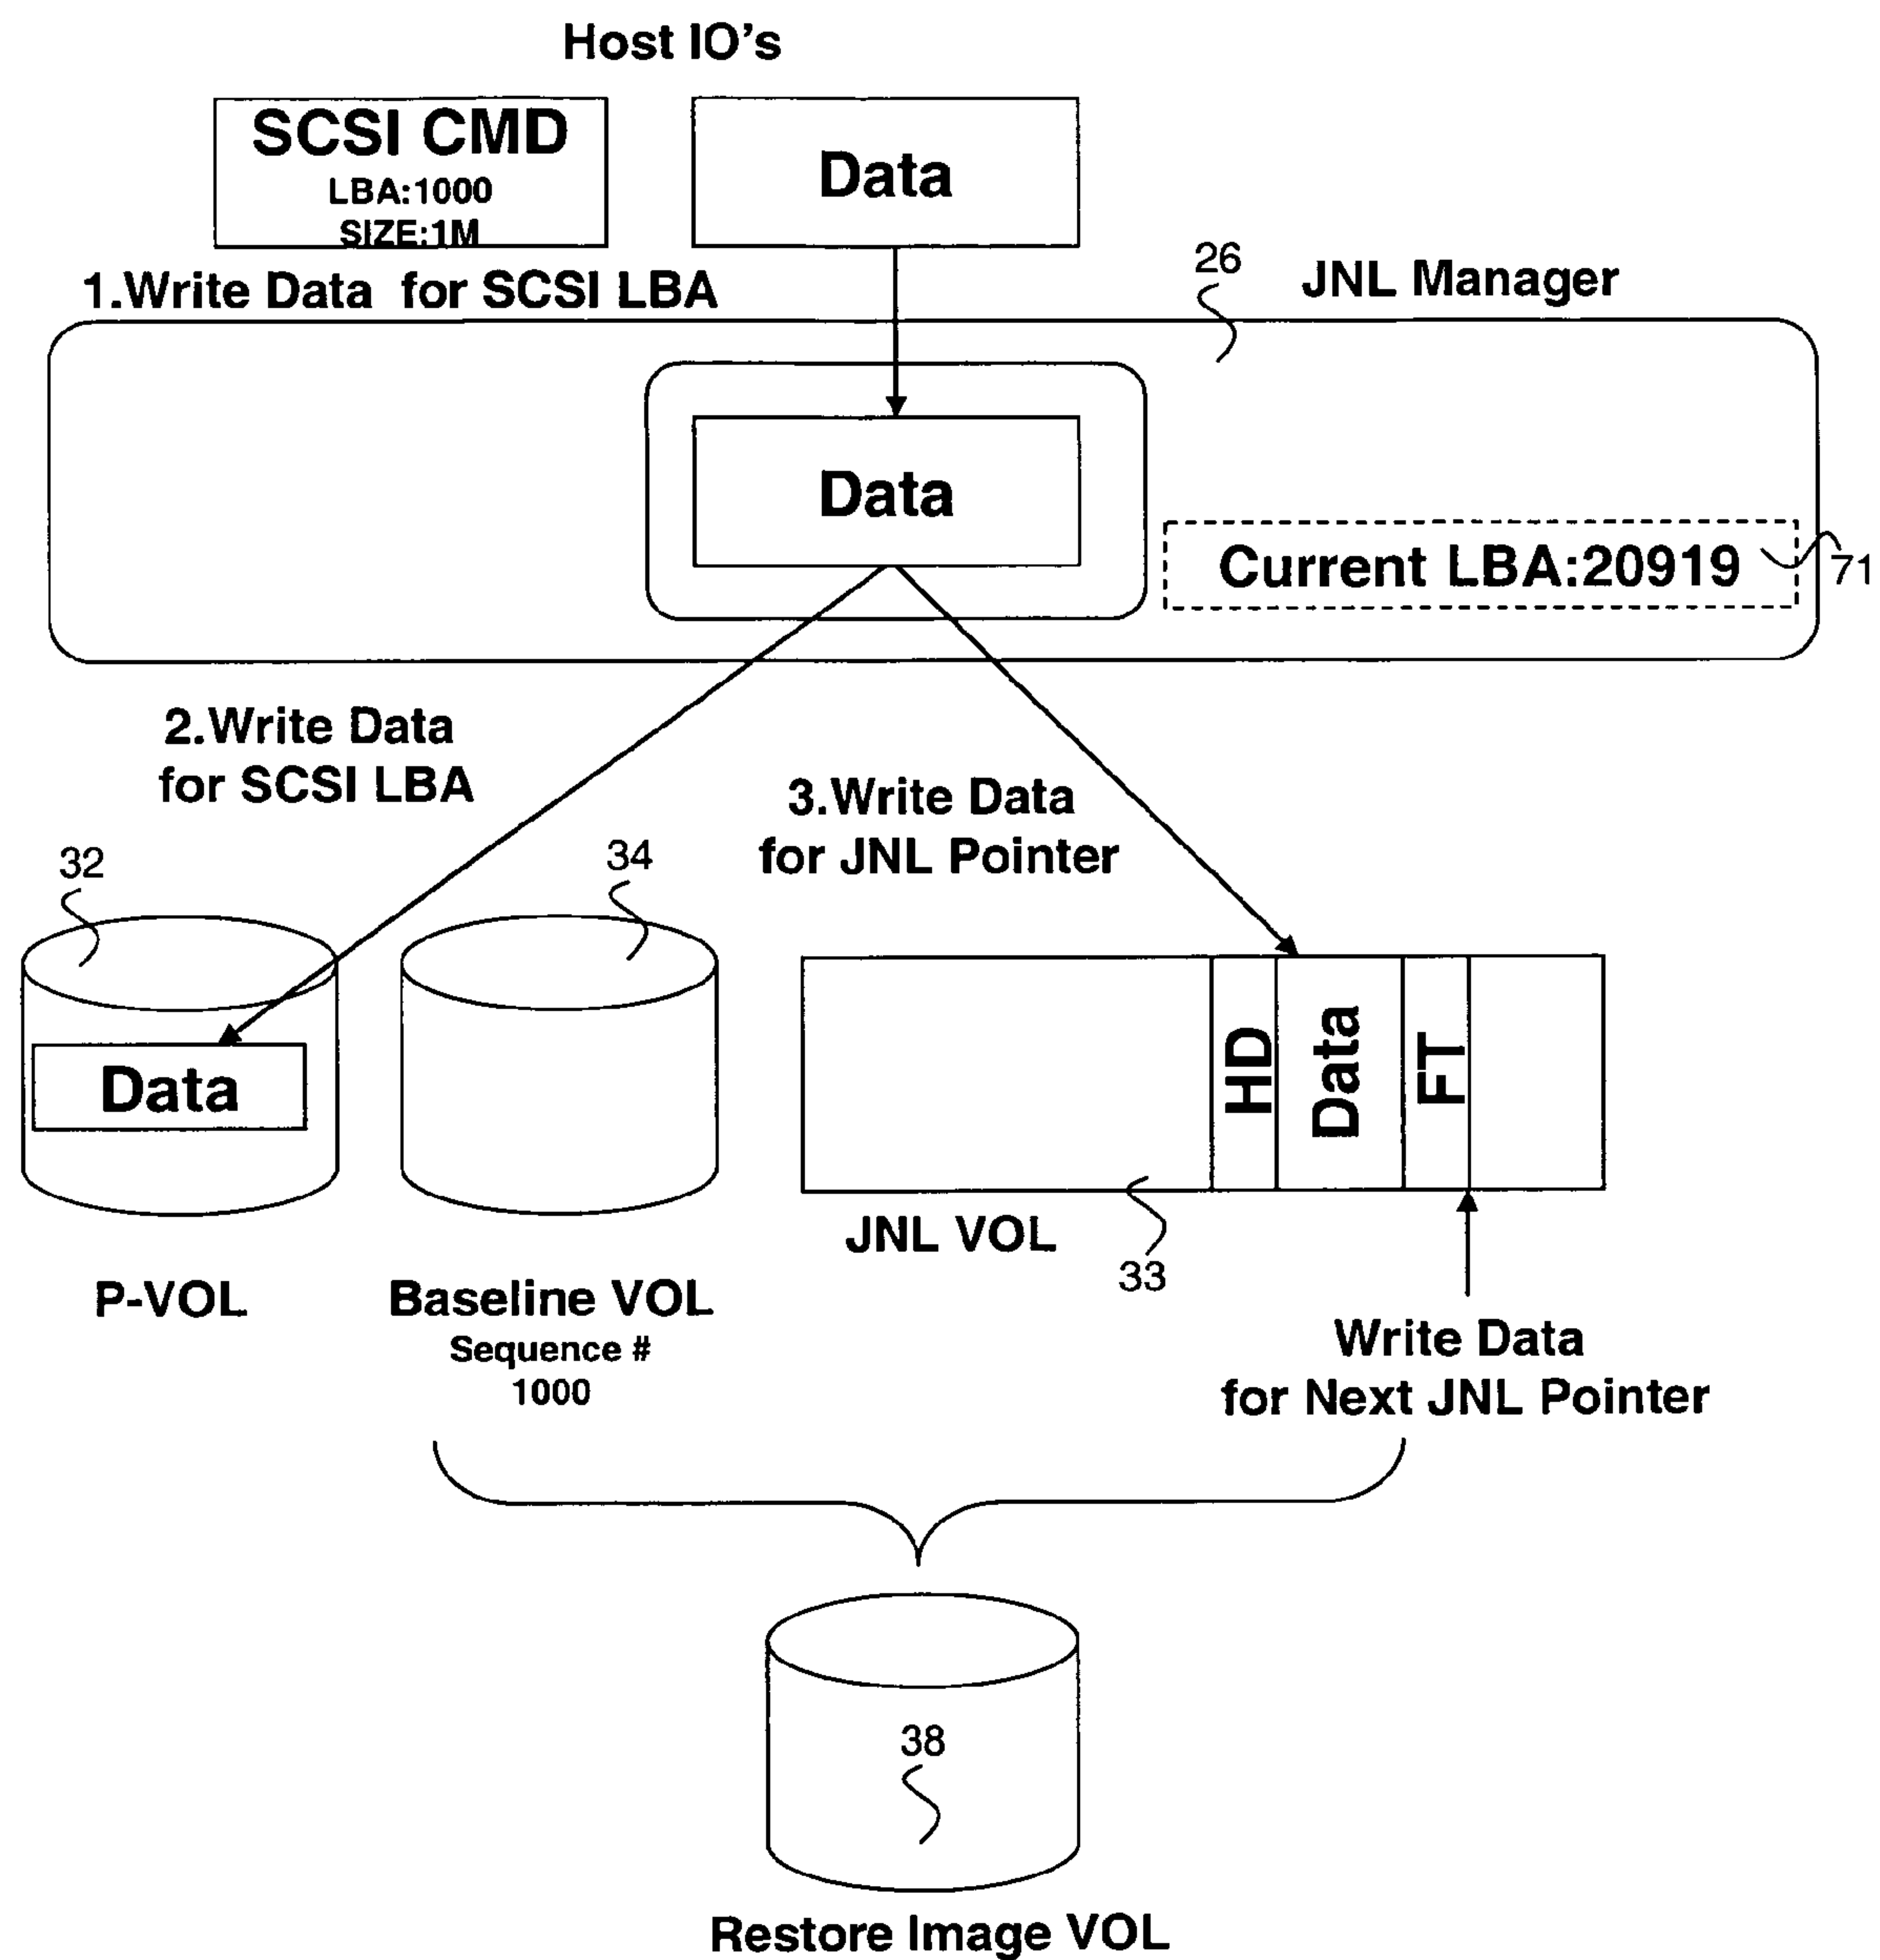 Host IO's
SCSI CMD
LBA:1000
SIZE:1M
Data
1.Write Data for SCSI LBA
26
JNL Manager
Data
Current LBA:20919
71
2.Write Data
for SCSI LBA
3.Write Data
for JNL Pointer
32
34
Data
HD
Data
FT
JNL VOL
33
P-VOL
Baseline VOL
Sequence #
1000
Write Data
for Next JNL Pointer
38
Restore Image VOL